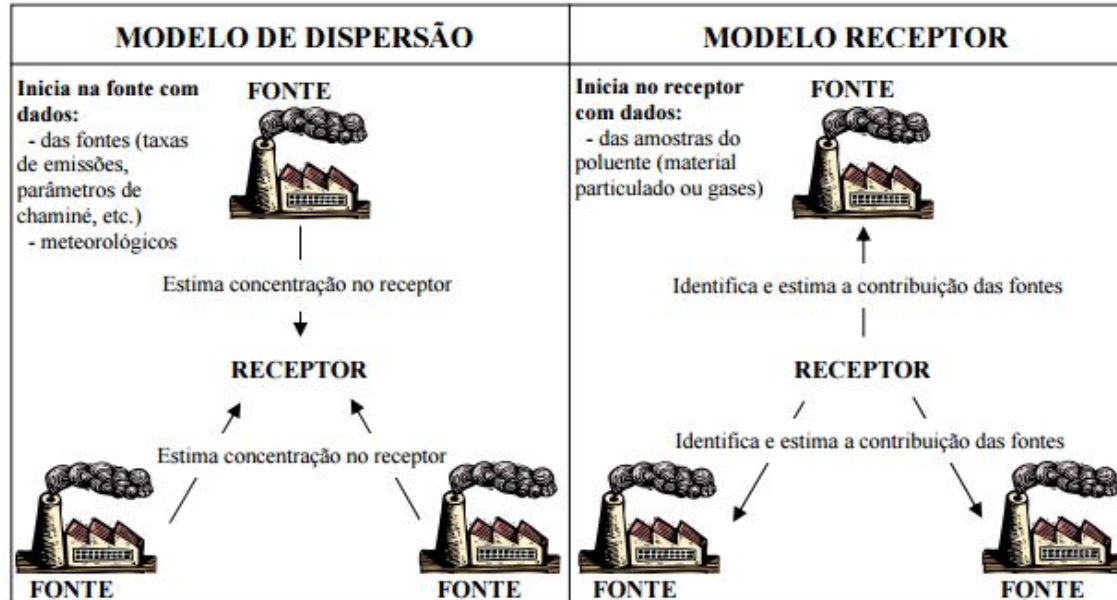 MODELO DE DISPERSÃO
Inicia na fonte com
dados:
- das fontes (taxas
de emissões,
parâmetros de
chaminé, etc.)
- meteorológicos
FONTE
Estima concentração no receptor
RECEPTOR
Estima concentração no receptor
FONTE
FONTE
MODELO RECEPTOR
Inicia no receptor
com dados:
- das amostras do
poluente (material
particulado ou gases)
FONTE
Identifica e estima a contribuição das fontes
RECEPTOR
Identifica e estima a contribuição das fontes
FONTE
FONTE